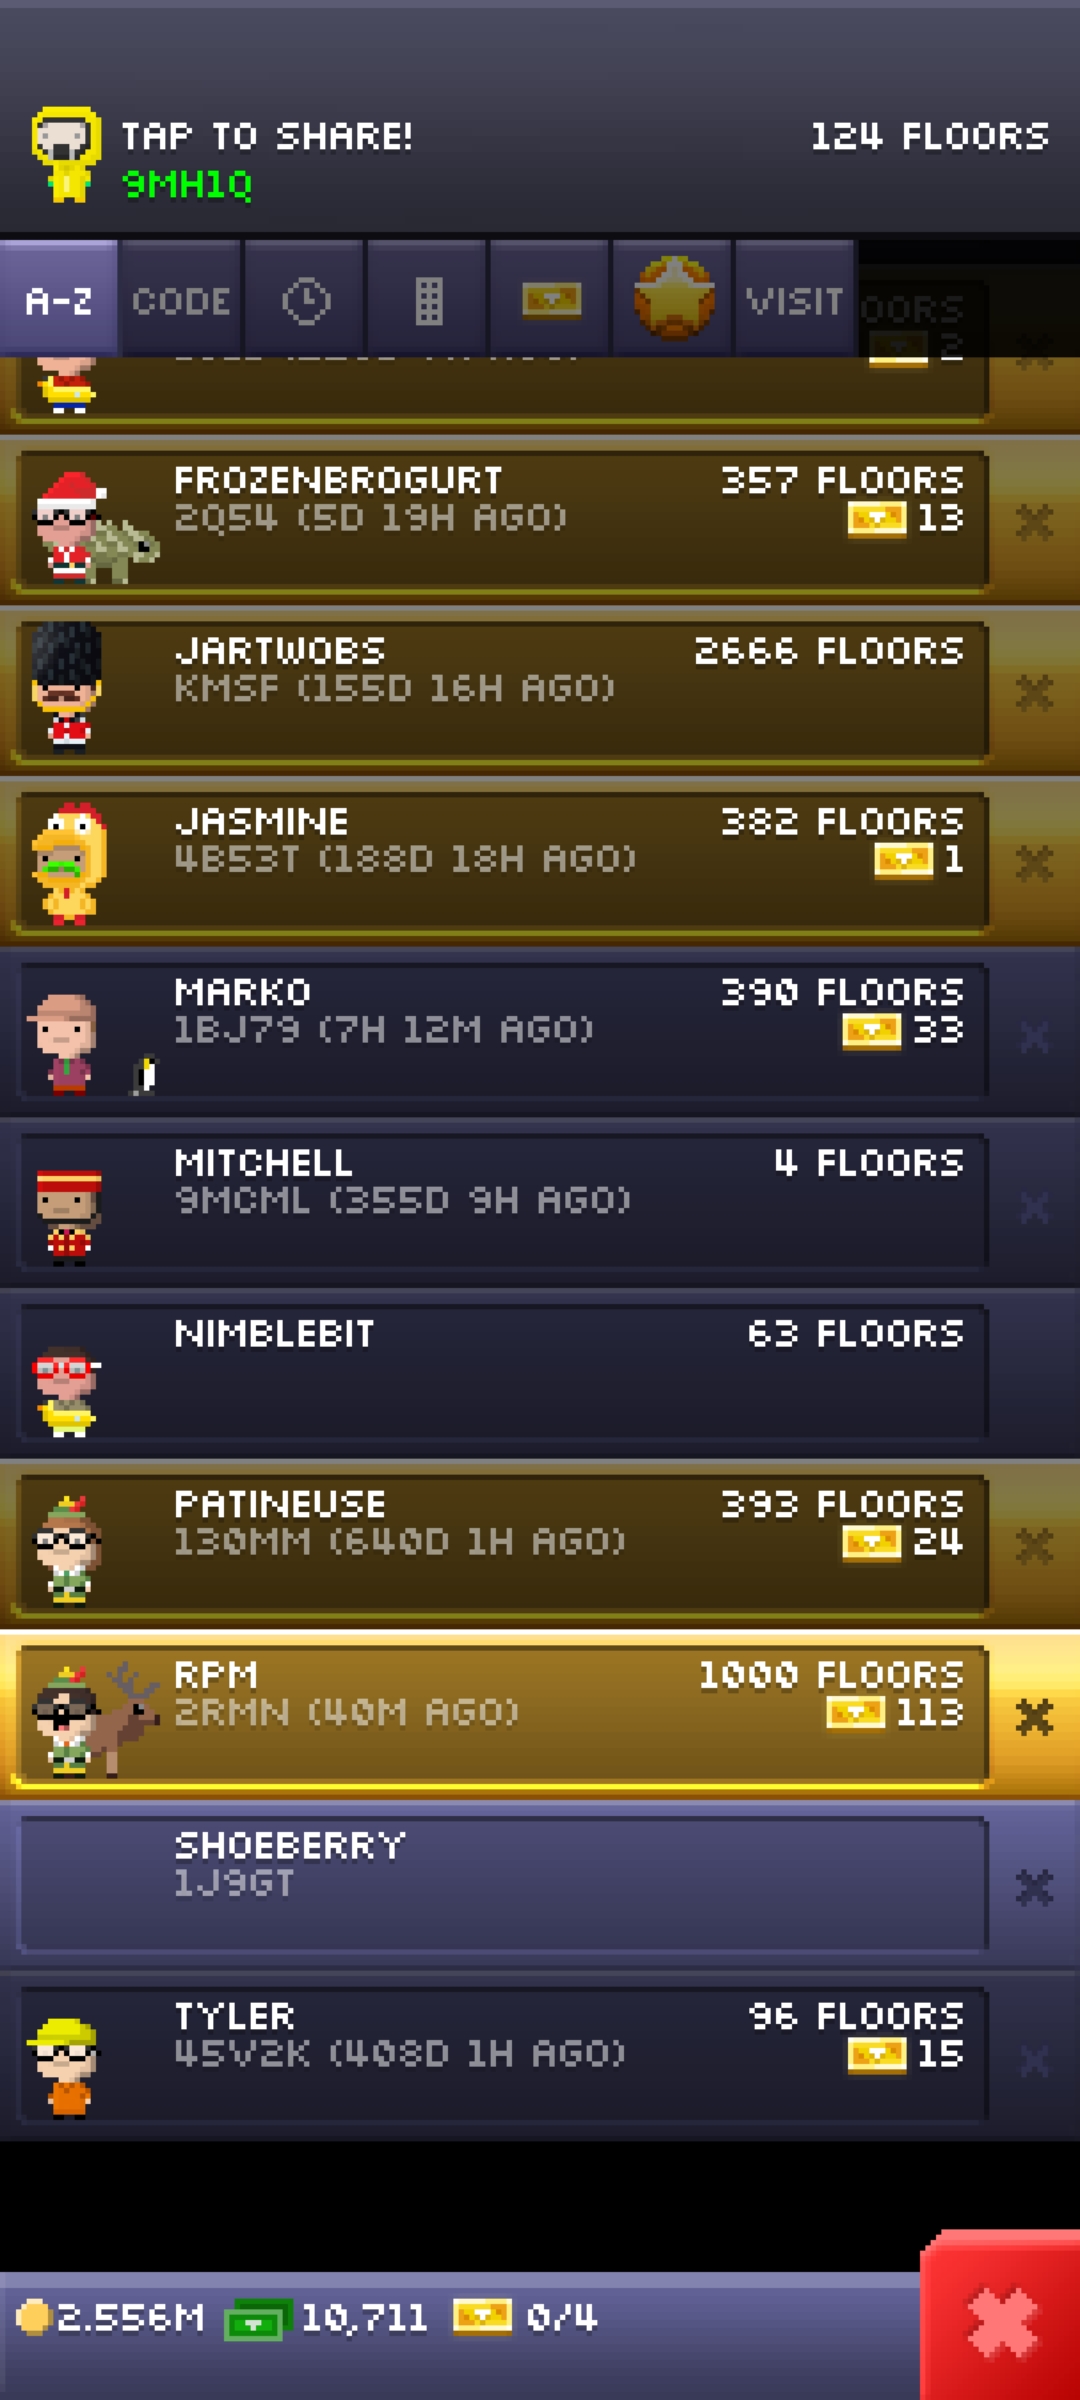 TAP TO SHARE!
124 FLOORS
9MH1Q
A-Z
CODE
VISIT
2
FROZENBROGURT
357 FLOORS
2Q54 (5D 19H AGO)
13
JARTWOBS
2666 FLOORS
KMSF (155D 16H AGO)
JASMINE
382 FLOORS
4B53T (188D 18H AGO)
1
MARKO
390 FLOORS
1BJ79 (7H 12M AGO)
33
MITCHELL
4 FLOORS
9MCML (355D 9H AGO)
NIMBLEBIT
63 FLOORS
PATINEUSE
393 FLOORS
130MM (640D 1H AGO)
24
RPM
1000 FLOORS
2RMN (40M AGO)
113
SHOEBERRY
1J9GT
TYLER
96 FLOORS
45V2K (408D 1H AGO)
15
2.556M
10,711
0/4